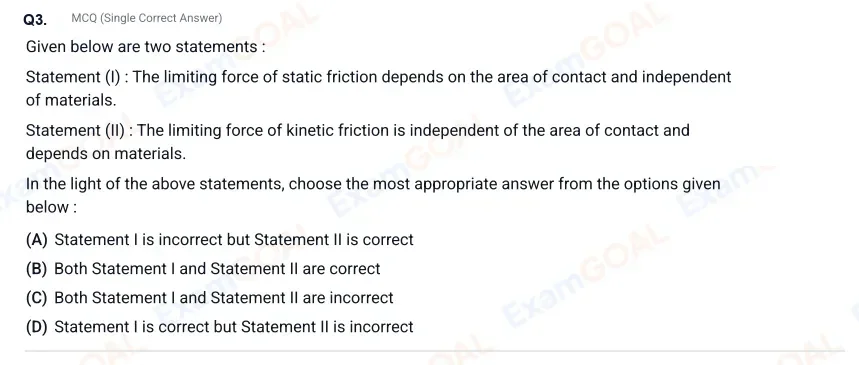 Q3. MCQ (Single Correct Answer)
Given below are two statements :
Statement (I) : The limiting force of static friction depends on the area of contact and independent
of materials.
Statement (II) : The limiting force of kinetic friction is independent of the area of contact and
depends on materials.
In the light of the above statements, choose the most appropriate answer from the options given
below :
(A) Statement I is incorrect but Statement II is correct
(B) Both Statement I and Statement II are correct
(C) Both Statement I and Statement II are incorrect
(D) Statement I is correct but Statement II is incorrect
ExamGOAL